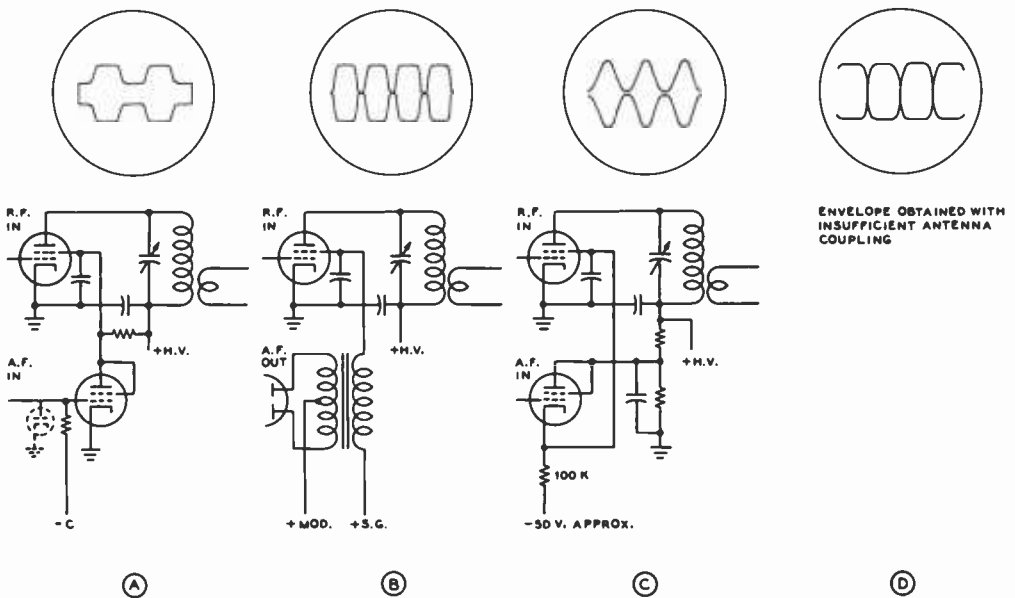 R.F.
IN
+H.V.
A.F.
IN
-C
R.F.
IN
+H.V.
A.F.
OUT
+MOD.
+S.G.
R.F.
IN
+H.V.
A.F.
IN
100 K
-50 V. APPROX.
ENVELOPE OBTAINED WITH
INSUFFICIENT ANTENNA
COUPLING
A
B
C
D